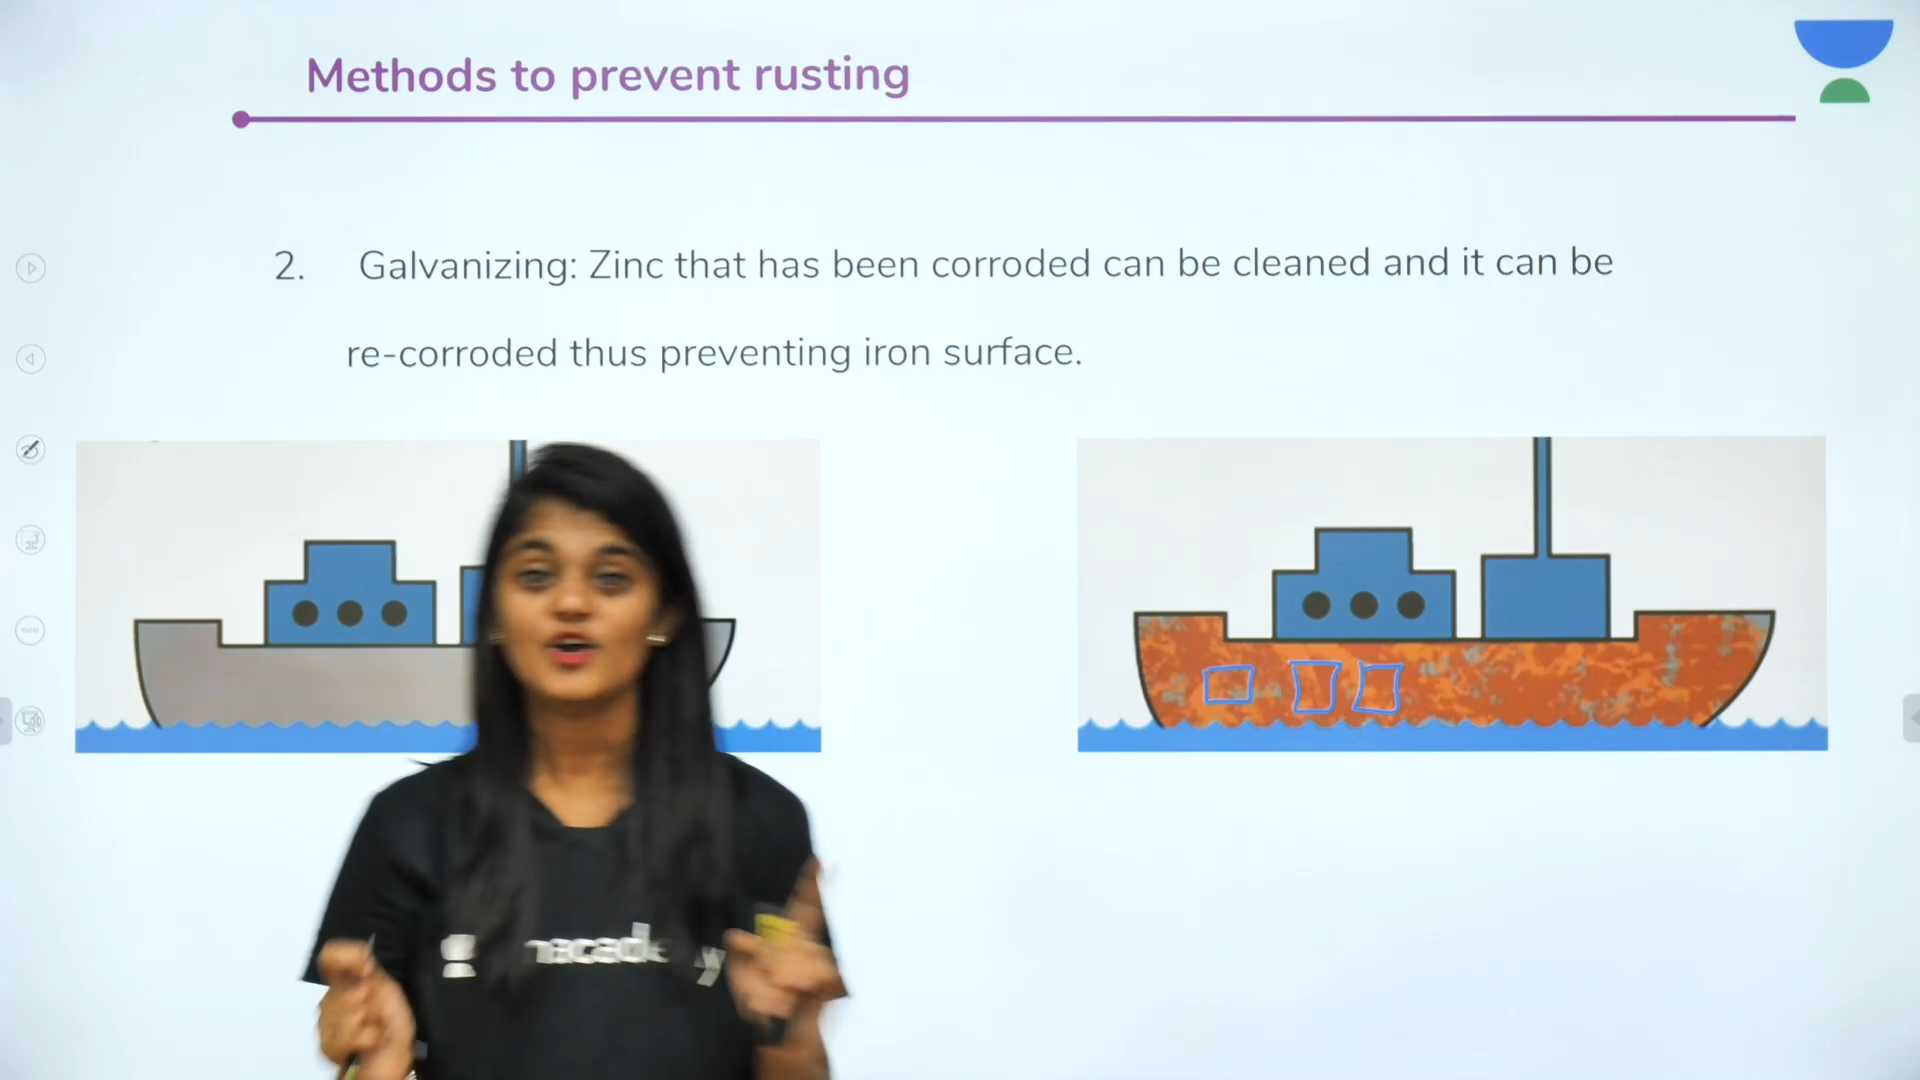 Methods to prevent rusting
2. Galvanizing: Zinc that has been corroded can be cleaned and it can be
re-corroded thus preventing iron surface.